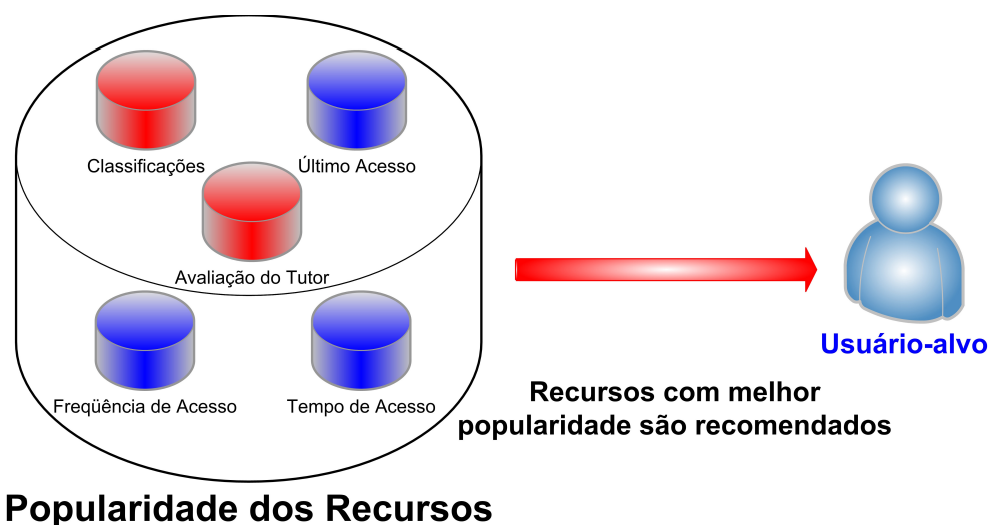 Classificações
Último Acesso
Avaliação do Tutor
Freqüência de Acesso
Tempo de Acesso
Usuário-alvo
Recursos com melhor
popularidade são recomendados
Popularidade dos Recursos